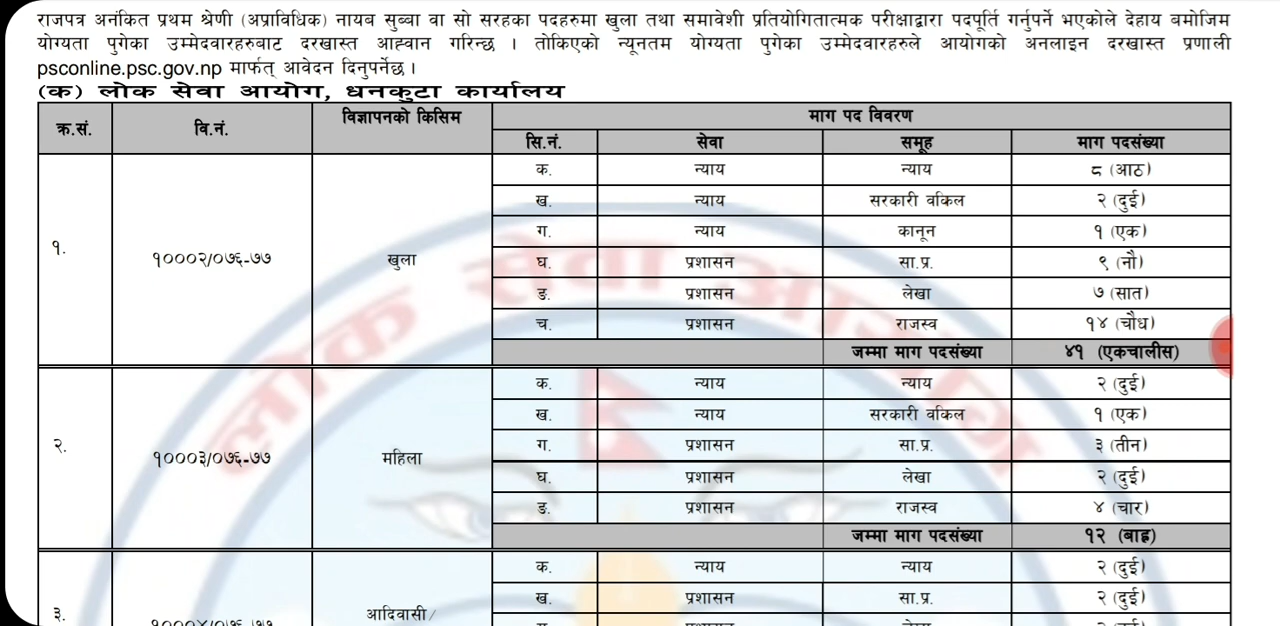 राजपत्र अनंकित प्रथम श्रेणी (अप्राविधिक) नायब सुब्बा वा सो सरहका पदहरुमा खुला तथा समावेशी प्रतियोगितात्मक परीक्षाद्वारा पदपूर्ति गर्नुपर्ने भएकोले देहाय बमोजिम
योग्यता पुगेका उम्मेदवारहरुबाट दरखास्त आह्वान गरिन्छ । तोकिएको न्यूनतम योग्यता पुगेका उम्मेदवारहरुले आयोगको अनलाइन दरखास्त प्रणाली
psconline.psc.gov.np मार्फत् आवेदन दिनुपर्नेछ ।
(क) लोक सेवा आयोग, धनकुटा कार्यालय
क्र.सं. वि.नं. विज्ञापनको किसिम माग पद विवरण
सि.नं. सेवा समूह माग पदसंख्या
क. न्याय न्याय ८ (आठ)
ख. न्याय सरकारी वकिल २ (दुई)
ग. न्याय कानून १ (एक)
१. १०००२/०७६-७७ खुला घ. प्रशासन सा.प्र. ९ (नौ)
ङ. प्रशासन लेखा ७ (सात)
च. प्रशासन राजस्व १४ (चौध)
जम्मा माग पदसंख्या ४१ (एकचालीस)
क. न्याय न्याय २ (दुई)
ख. न्याय सरकारी वकिल १ (एक)
ग. प्रशासन सा.प्र. ३ (तीन)
२. १०००३/०७६-७७ महिला घ. प्रशासन लेखा २ (दुई)
ङ. प्रशासन राजस्व ४ (चार)
जम्मा माग पदसंख्या १२ (बाह्र)
क. न्याय न्याय २ (दुई)
ख. प्रशासन सा.प्र. २ (दुई)
३. आदिवासी/
लोक सेवा आयोग